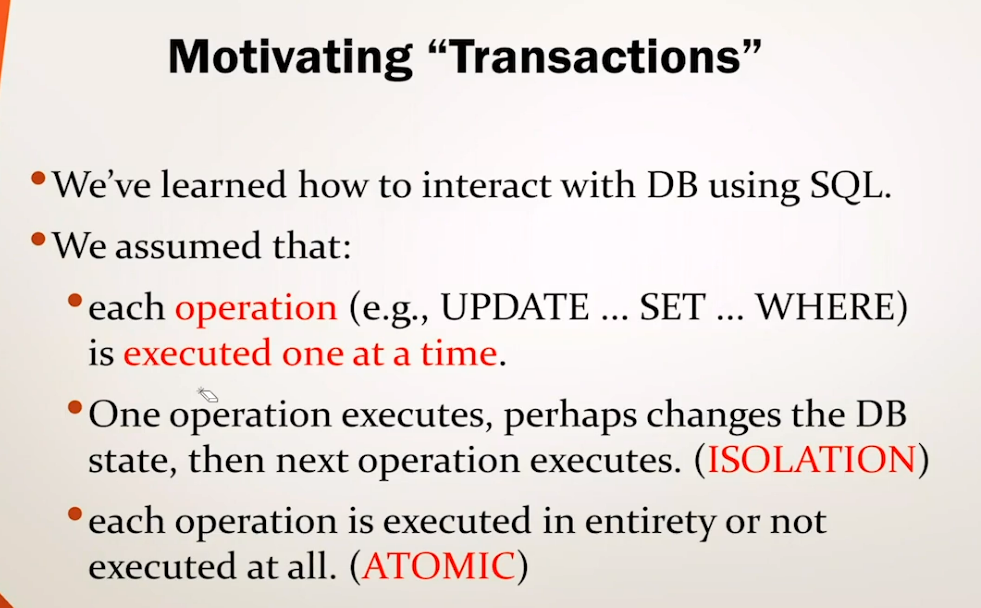 Motivating “Transactions”
•We’ve learned how to interact with DB using SQL.
•We assumed that:
•each operation (e.g., UPDATE ... SET ... WHERE)
is executed one at a time.
•One operation executes, perhaps changes the DB
state, then next operation executes. (ISOLATION)
•each operation is executed in entirety or not
executed at all. (ATOMIC)